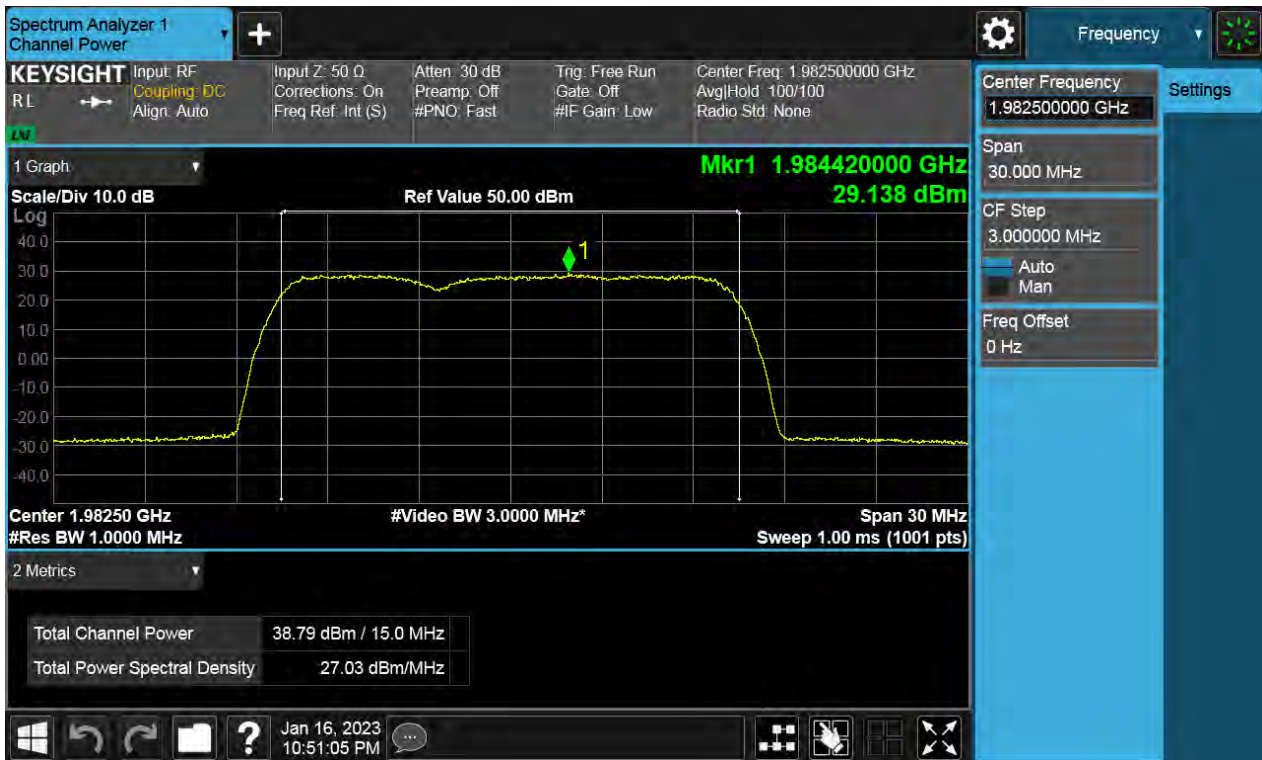 Spectrum Analyzer 1
Channel Power
+
Frequency
KEYSIGHT
R L
Input: RF
Coupling: DC
Align: Auto
Input Z: 50 Ω
Corrections: On
Freq Ref: Int (S)
Atten: 30 dB
Preamp: Off
#PNO: Fast
Trig: Free Run
Gate: Off
#IF Gain: Low
Center Freq: 1.982500000 GHz
Avg|Hold: 100/100
Radio Std: None
Center Frequency
1.982500000 GHz
Settings
Span
30.000 MHz
CF Step
3.000000 MHz
Auto
Man
Freq Offset
0 Hz
1 Graph
Mkr1 1.984420000 GHz
29.138 dBm
Scale/Div 10.0 dB
Ref Value 50.00 dBm
Log
40.0
30.0
20.0
10.0
0.00
-10.0
-20.0
-30.0
-40.0
1
Center 1.98250 GHz
#Video BW 3.0000 MHz*
Span 30 MHz
#Res BW 1.0000 MHz
Sweep 1.00 ms (1001 pts)
2 Metrics
Total Channel Power 38.79 dBm / 15.0 MHz
Total Power Spectral Density 27.03 dBm/MHz
?
Jan 16, 2023
10:51:05 PM